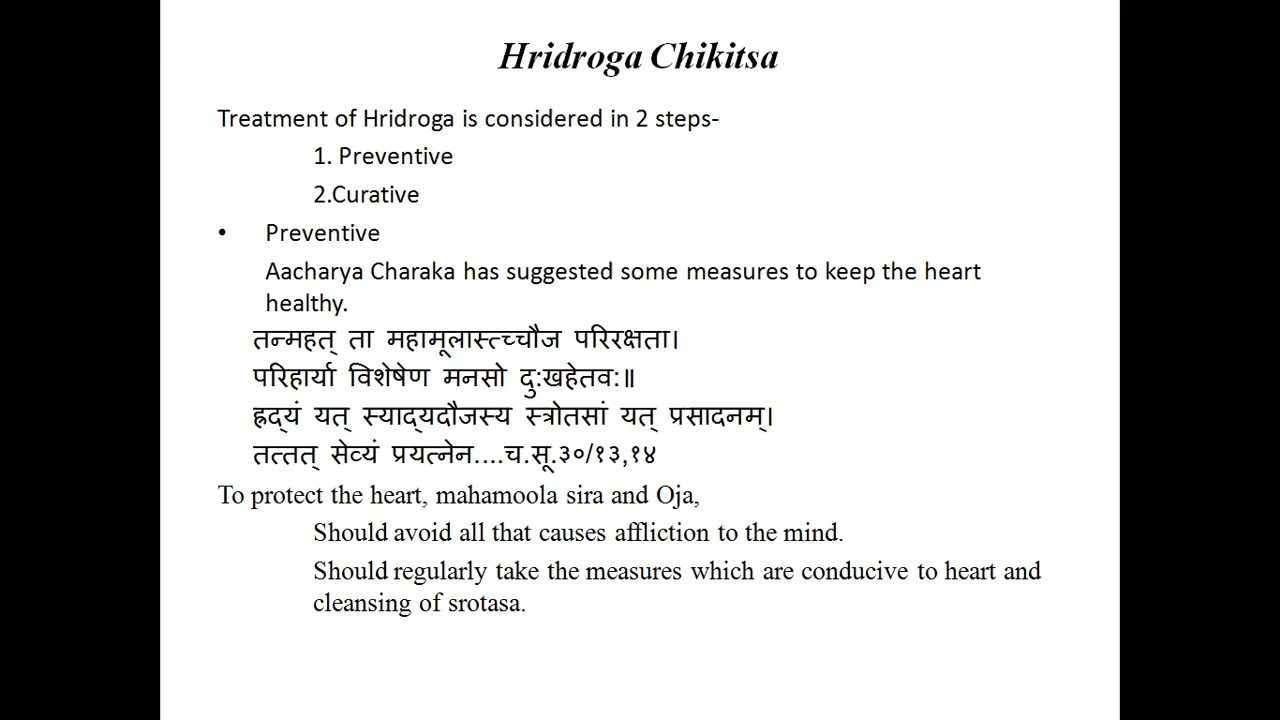 Hridroga Chikitsa
Treatment of Hridroga is considered in 2 steps-
1. Preventive
2.Curative
• Preventive
Aacharya Charaka has suggested some measures to keep the heart
healthy.
तन्महत् ता महामूलास्त्च्चौज परिरक्षता।
परिहार्या विशेषेण मनसो दु:खहेतव:॥
ह्रद्यं यत् स्याद्यदौजस्य स्त्रोतसां यत् प्रसादनम्।
तत्तत् सेव्यं प्रयत्नेन....च.सू.३०/१३,१४
To protect the heart, mahamoola sira and Oja,
Should avoid all that causes affliction to the mind.
Should regularly take the measures which are conducive to heart and
cleansing of srotasa.